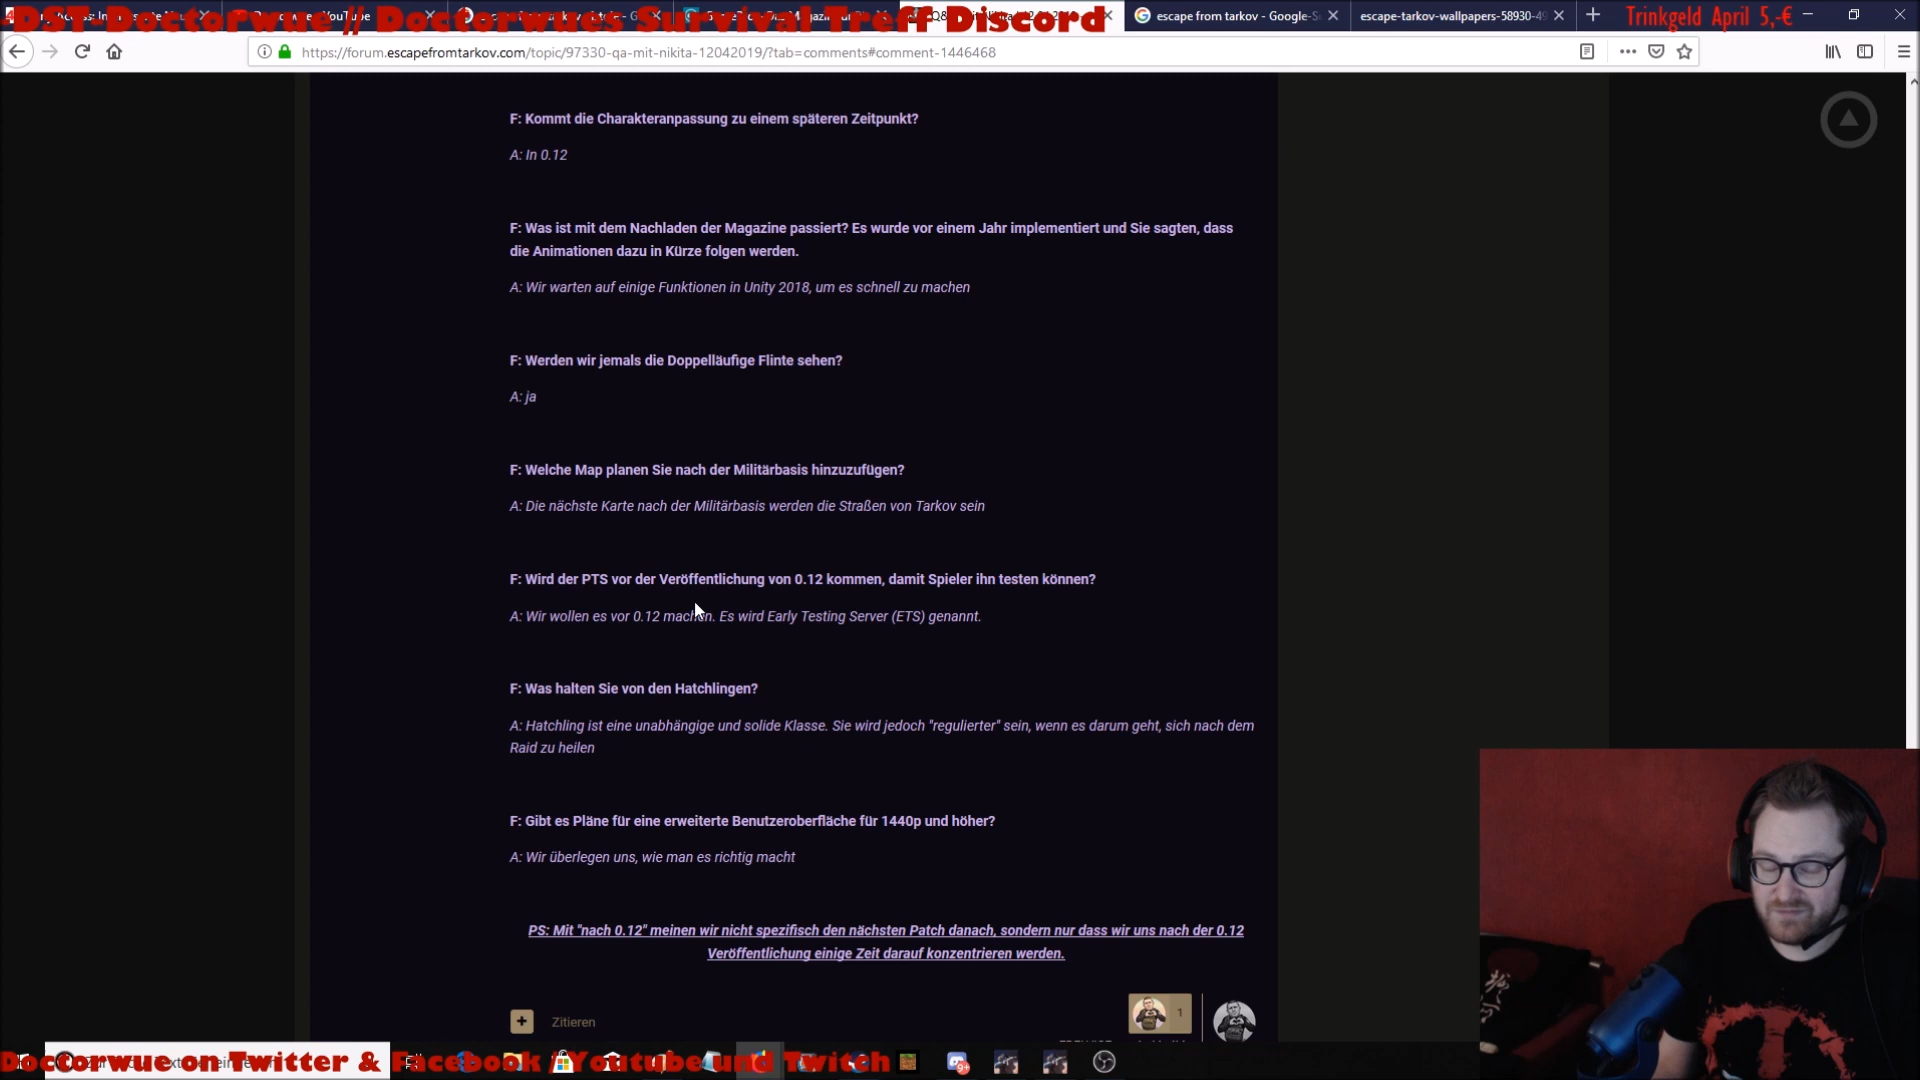 DST Doctorwue // Doctorwues Survival Treff Discord
Trinkgeld April 5,-€
escape from tarkov - Google-S
escape-tarkov-wallpapers-58930-49
https://forum.escapefromtarkov.com/topic/97330-qa-mit-nikita-12042019/?tab=comments#comment-1446468
F: Kommt die Charakteranpassung zu einem späteren Zeitpunkt?
A: In 0.12
F: Was ist mit dem Nachladen der Magazine passiert? Es wurde vor einem Jahr implementiert und Sie sagten, dass
die Animationen dazu in Kürze folgen werden.
A: Wir warten auf einige Funktionen in Unity 2018, um es schnell zu machen
F: Werden wir jemals die Doppelläufige Flinte sehen?
A: ja
F: Welche Map planen Sie nach der Militärbasis hinzuzufügen?
A: Die nächste Karte nach der Militärbasis werden die Straßen von Tarkov sein
F: Wird der PTS vor der Veröffentlichung von 0.12 kommen, damit Spieler ihn testen können?
A: Wir wollen es vor 0.12 machen. Es wird Early Testing Server (ETS) genannt.
F: Was halten Sie von den Hatchlingen?
A: Hatchling ist eine unabhängige und solide Klasse. Sie wird jedoch "regulierter" sein, wenn es darum geht, sich nach dem
Raid zu heilen
F: Gibt es Pläne für eine erweiterte Benutzeroberfläche für 1440p und höher?
A: Wir überlegen uns, wie man es richtig macht
PS: Mit "nach 0.12" meinen wir nicht spezifisch den nächsten Patch danach, sondern nur dass wir uns nach der 0.12
Veröffentlichung einige Zeit darauf konzentrieren werden.
Zitieren
1
Doctorwue on Twitter & Facebook Youtube und Twitch
9+